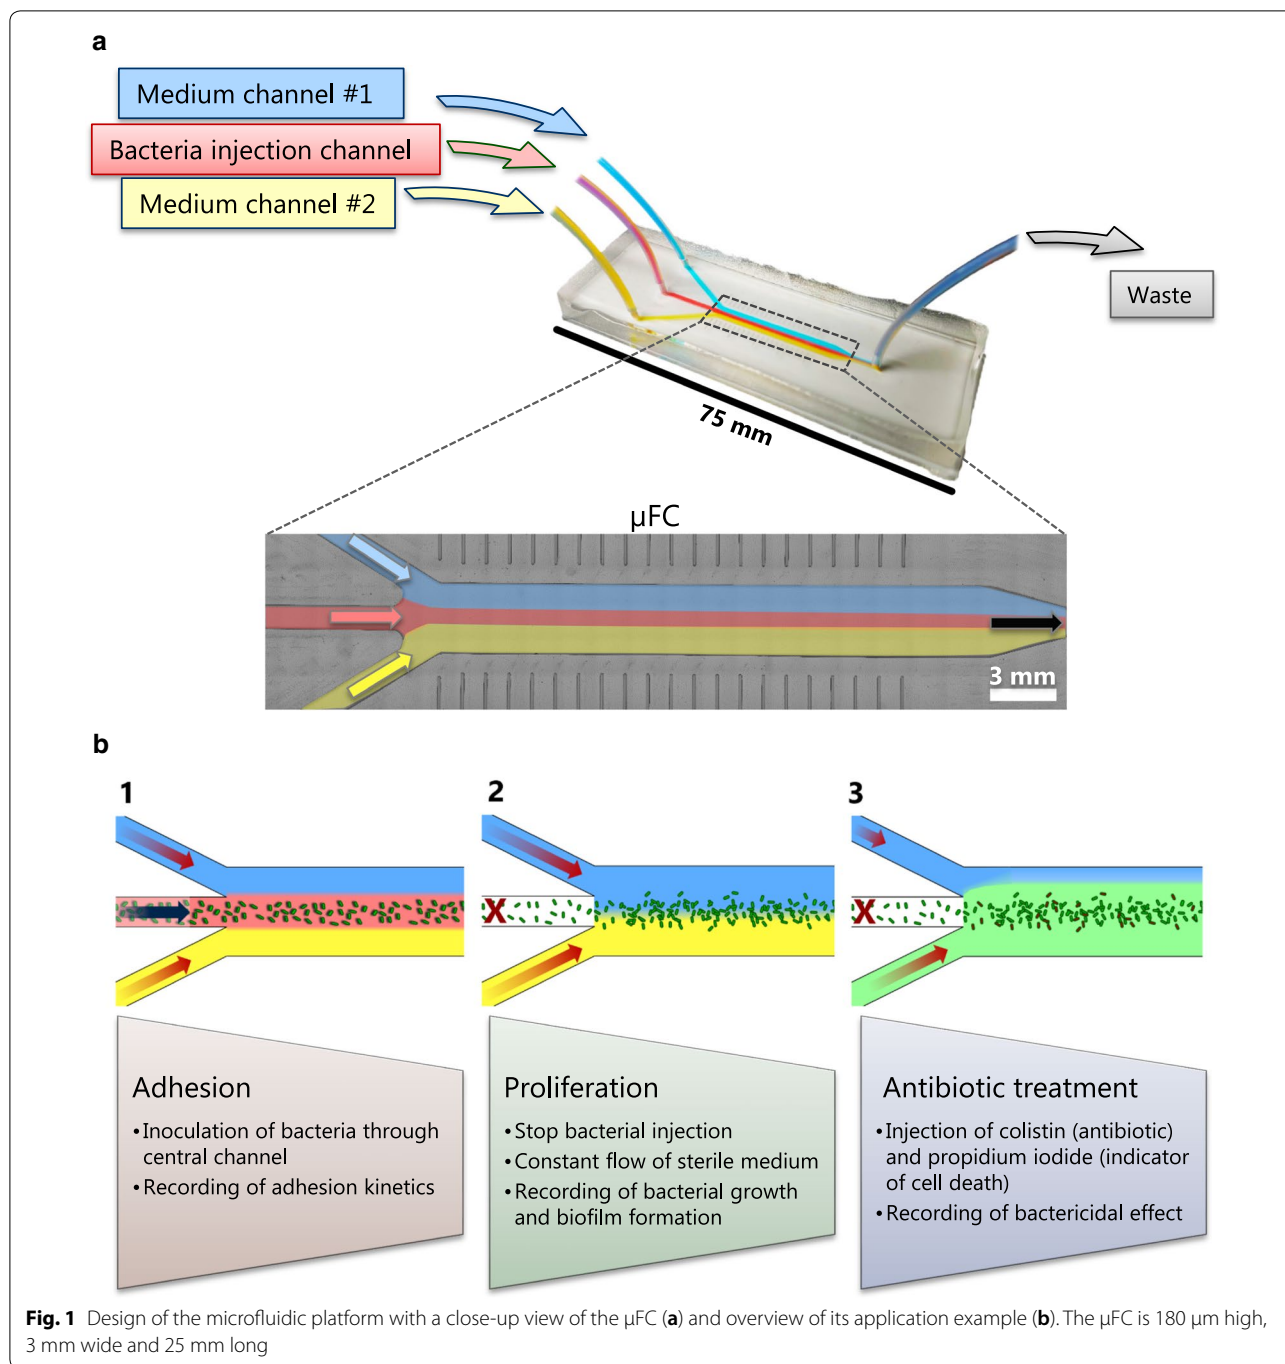 a
Medium channel #1
Bacteria injection channel
Medium channel #2
Waste
75 mm
µFC
3 mm
b
1
2
3
X
X
Adhesion
• Inoculation of bacteria through
central channel
• Recording of adhesion kinetics
Proliferation
• Stop bacterial injection
• Constant flow of sterile medium
• Recording of bacterial growth
and biofilm formation
Antibiotic treatment
• Injection of colistin (antibiotic)
and propidium iodide (indicator
of cell death)
• Recording of bactericidal effect
Fig. 1 Design of the microfluidic platform with a close-up view of the µFC (a) and overview of its application example (b). The µFC is 180 µm high,
3 mm wide and 25 mm long